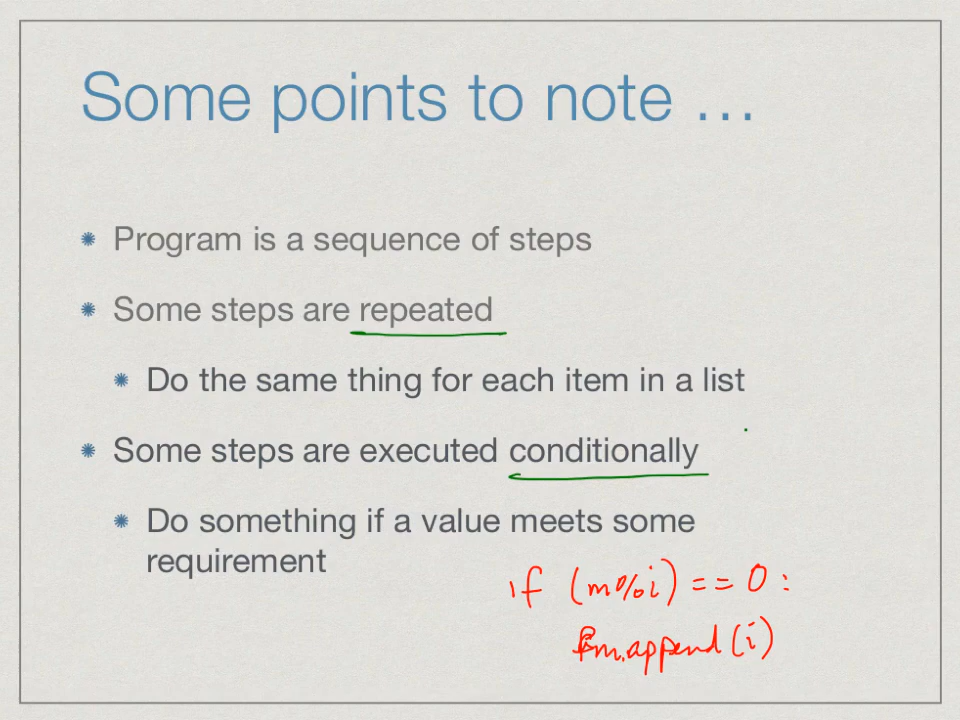 Some points to note …
Program is a sequence of steps
Some steps are repeated
Do the same thing for each item in a list
Some steps are executed conditionally
Do something if a value meets some
requirement
if (m%i) == 0 :
fm.append(i)